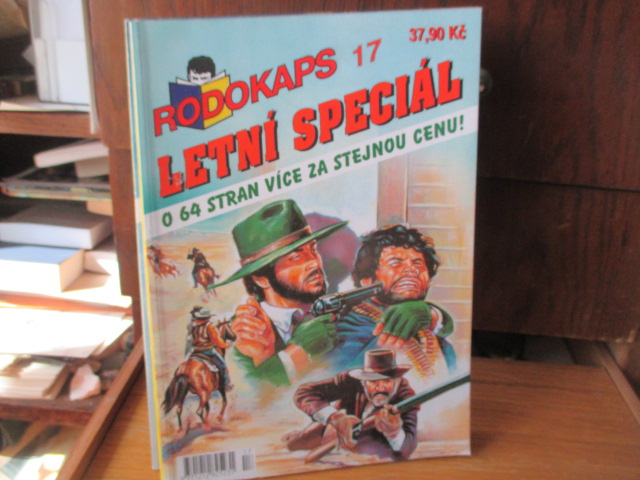 RODOKAPS 17
37,90 Kč
LETNÍ SPECIÁL
O 64 STRAN VÍCE ZA STEJNOU CENU!